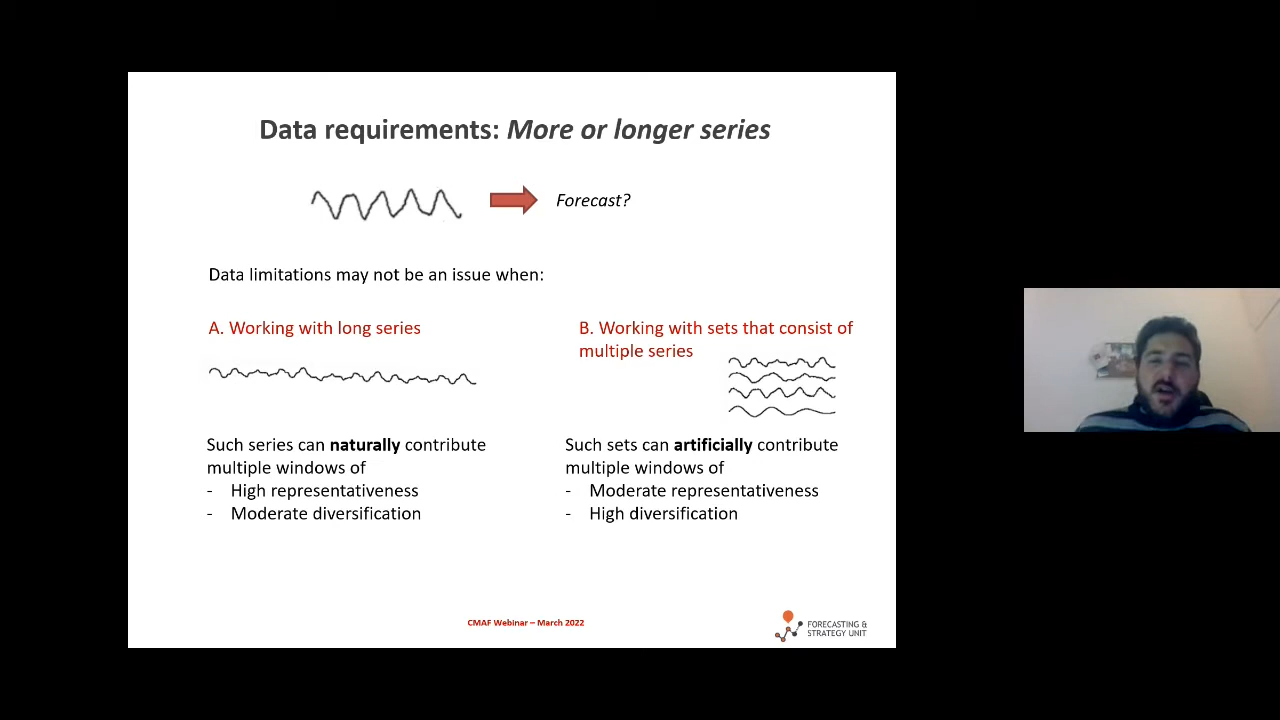 Data requirements: More or longer series
Forecast?
Data limitations may not be an issue when:
A. Working with long series
Such series can naturally contribute
multiple windows of
- High representativeness
- Moderate diversification
B. Working with sets that consist of
multiple series
Such sets can artificially contribute
multiple windows of
- Moderate representativeness
- High diversification
CMAF Webinar – March 2022
FORECASTING &
STRATEGY UNIT